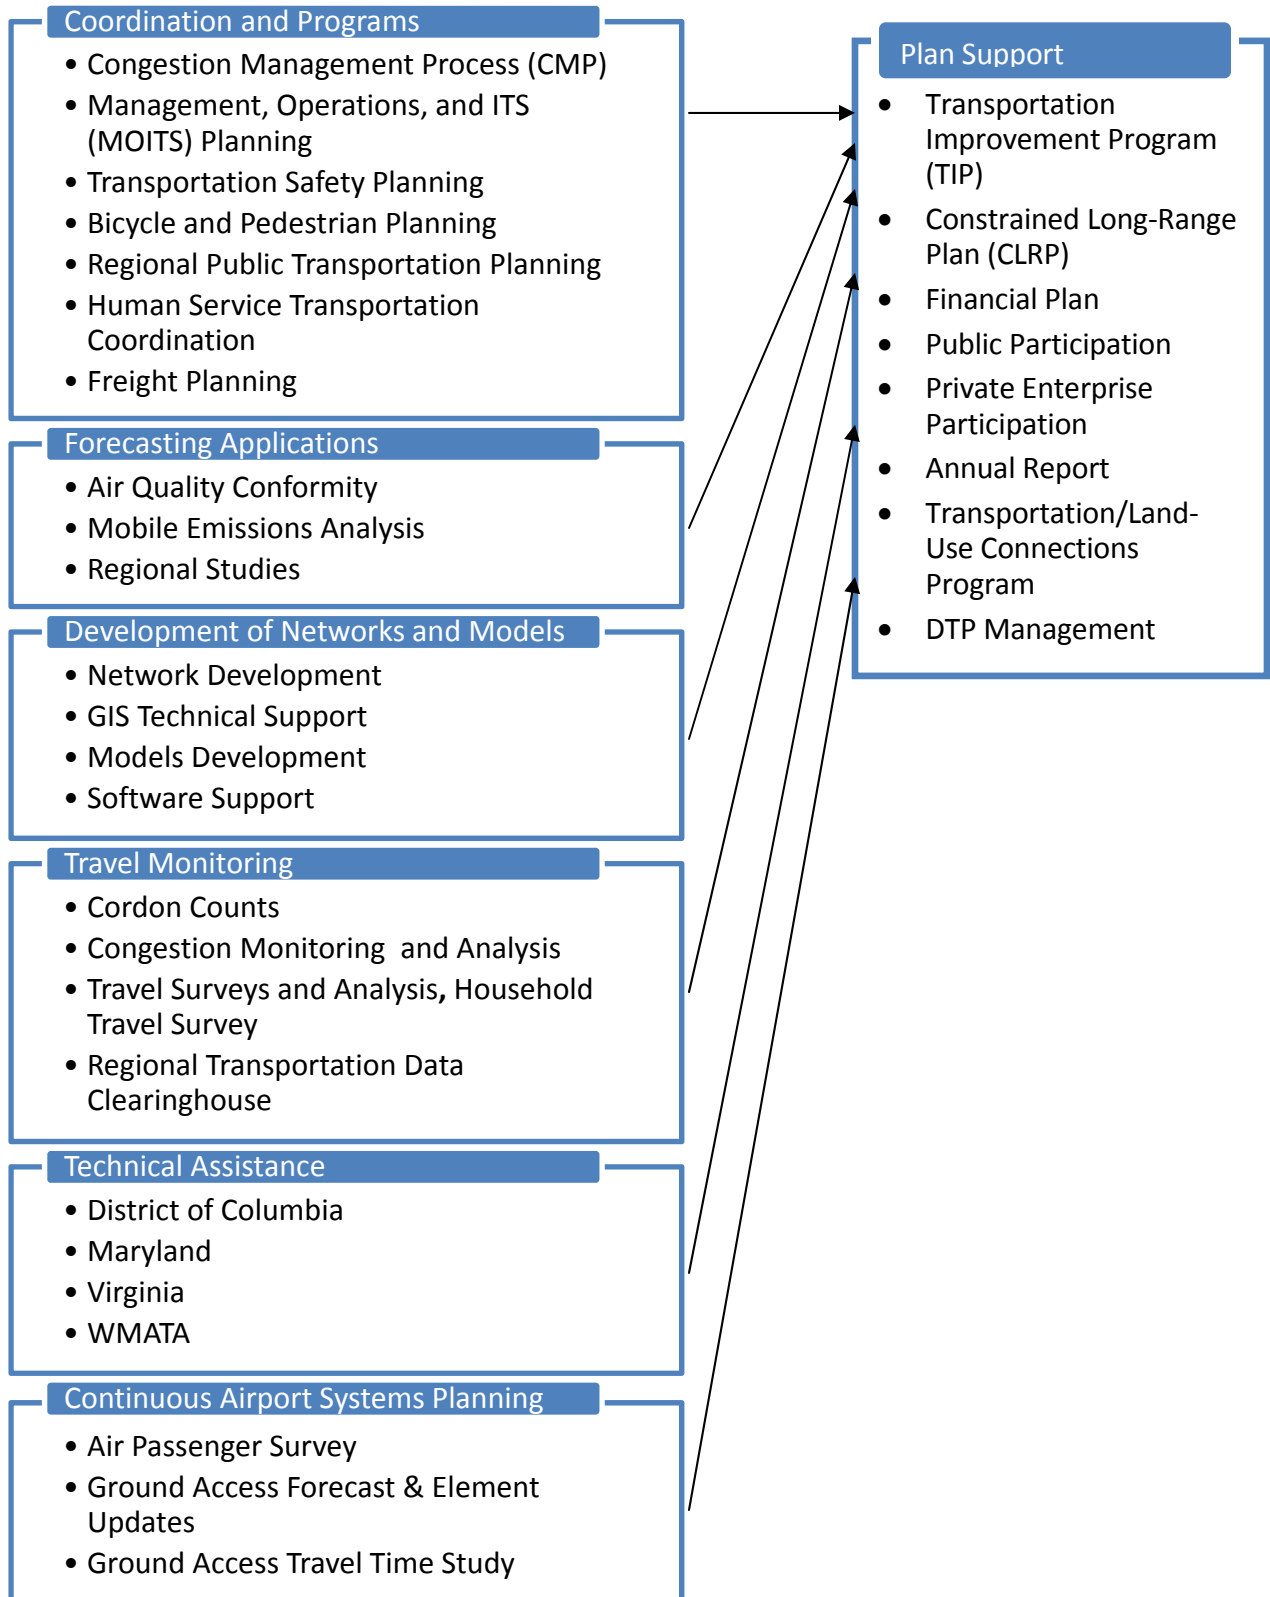 Coordination and Programs
• Congestion Management Process (CMP)
• Management, Operations, and ITS
(MOITS) Planning
• Transportation Safety Planning
• Bicycle and Pedestrian Planning
• Regional Public Transportation Planning
• Human Service Transportation
Coordination
• Freight Planning
Forecasting Applications
• Air Quality Conformity
• Mobile Emissions Analysis
• Regional Studies
Development of Networks and Models
• Network Development
• GIS Technical Support
• Models Development
• Software Support
Travel Monitoring
• Cordon Counts
• Congestion Monitoring  and Analysis
• Travel Surveys and Analysis, Household
Travel Survey
• Regional Transportation Data
Clearinghouse
Technical Assistance
• District of Columbia
• Maryland
• Virginia
• WMATA
Continuous Airport Systems Planning
• Air Passenger Survey
• Ground Access Forecast & Element
Updates
• Ground Access Travel Time Study
Plan Support
• Transportation
Improvement Program
(TIP)
• Constrained Long-Range
Plan (CLRP)
• Financial Plan
• Public Participation
• Private Enterprise
Participation
• Annual Report
• Transportation/Land-
Use Connections
Program
• DTP Management